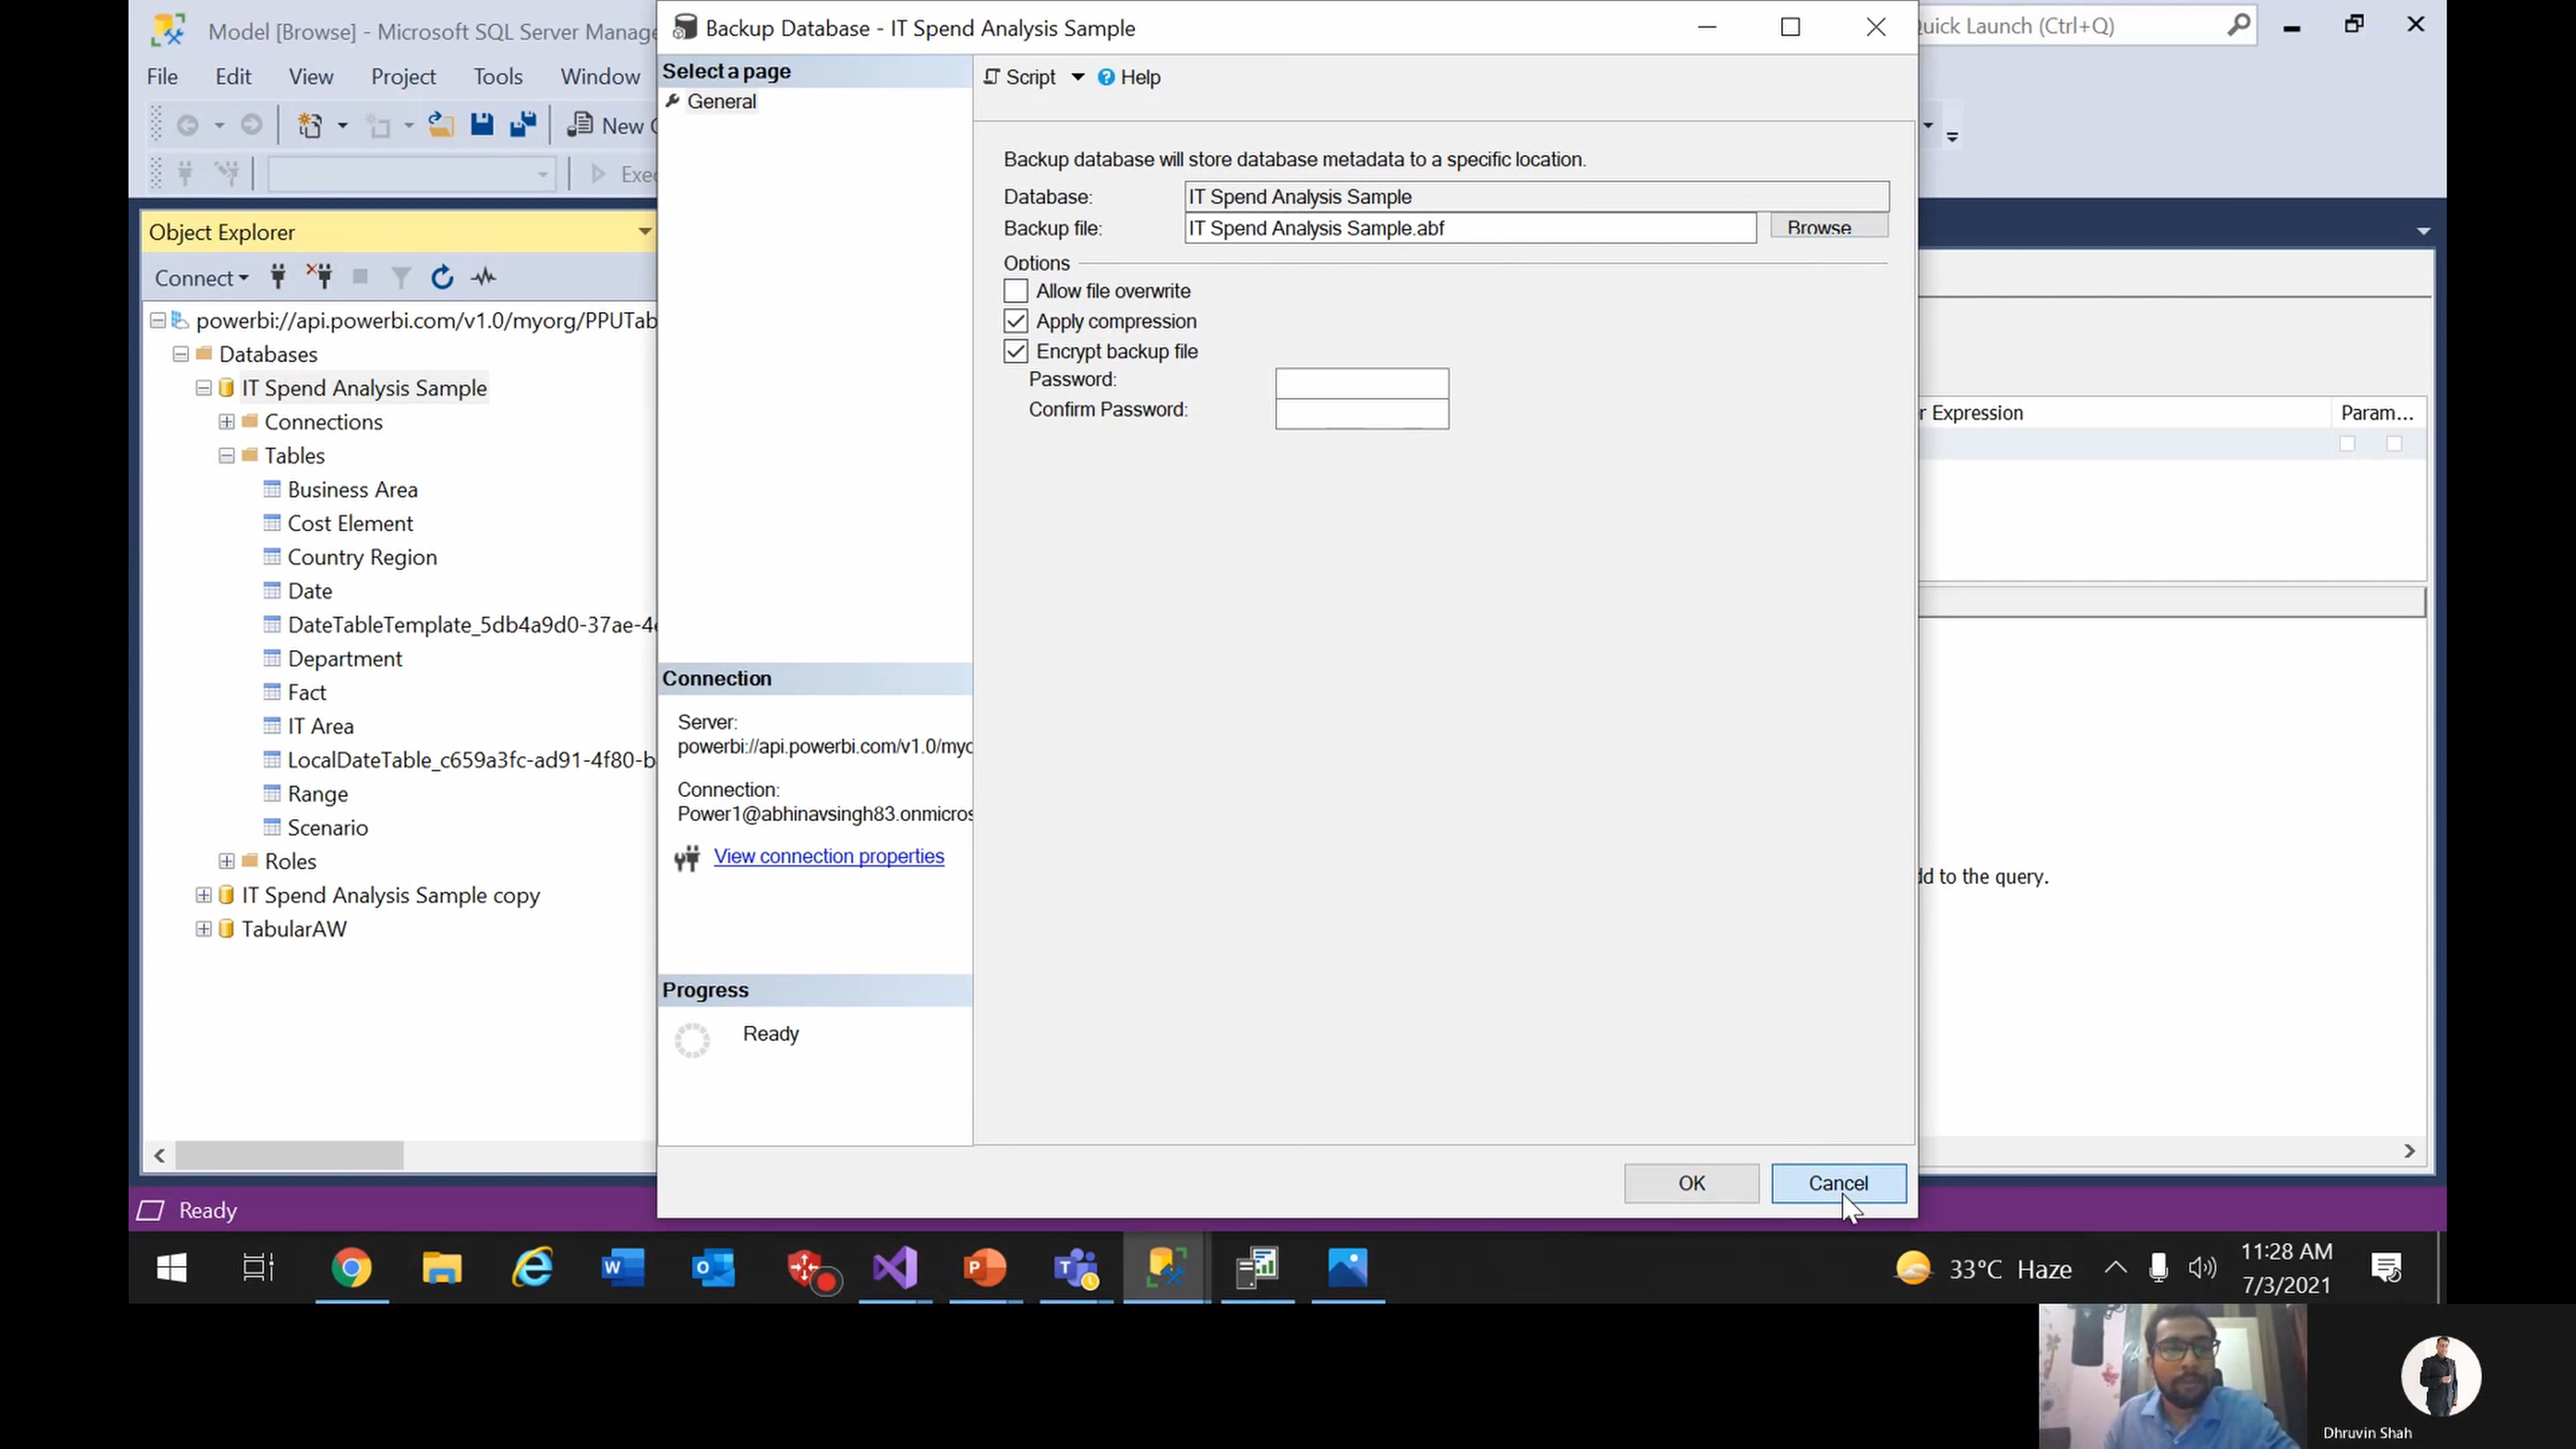 Model [Browse] - Microsoft SQL Server Manage
Quick Launch (Ctrl+Q)
File Edit View Project Tools Window
New
Exec
Object Explorer
Connect
powerbi://api.powerbi.com/v1.0/myorg/PPUTab
Databases
IT Spend Analysis Sample
Connections
Tables
Business Area
Cost Element
Country Region
Date
DateTableTemplate_5db4a9d0-37ae-4
Department
Fact
IT Area
LocalDateTable_c659a3fc-ad91-4f80-b
Range
Scenario
Roles
IT Spend Analysis Sample copy
TabularAW
Ready
Backup Database - IT Spend Analysis Sample
Select a page
General
Connection
Server:
powerbi://api.powerbi.com/v1.0/myo
Connection:
Power1@abhinavsingh83.onmicros
View connection properties
Progress
Ready
Script Help
Backup database will store database metadata to a specific location.
Database: IT Spend Analysis Sample
Backup file: IT Spend Analysis Sample.abf Browse
Options
Allow file overwrite
Apply compression
Encrypt backup file
Password:
Confirm Password:
OK Cancel
r Expression Param...
dd to the query.
33°C Haze
11:28 AM
7/3/2021
Dhruvin Shah